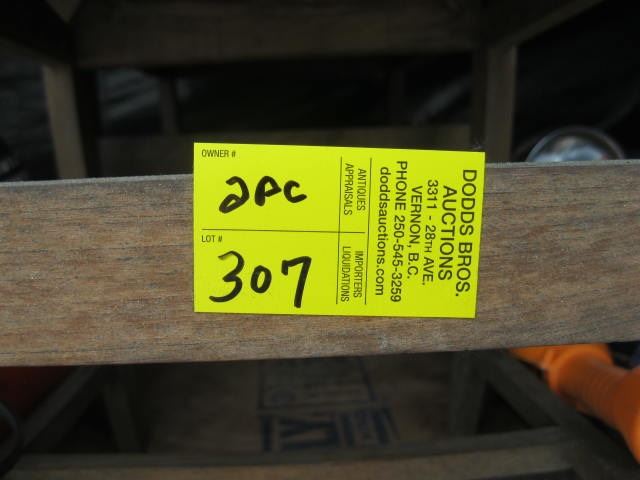 OWNER #
2PC
LOT #
307
ANTIQUES
APPRAISALS
IMPORTERS
LIQUIDATIONS
DODDS BROS.
AUCTIONS
3311 - 28TH AVE.
VERNON, B.C.
PHONE 250-545-3259
doddsauctions.com